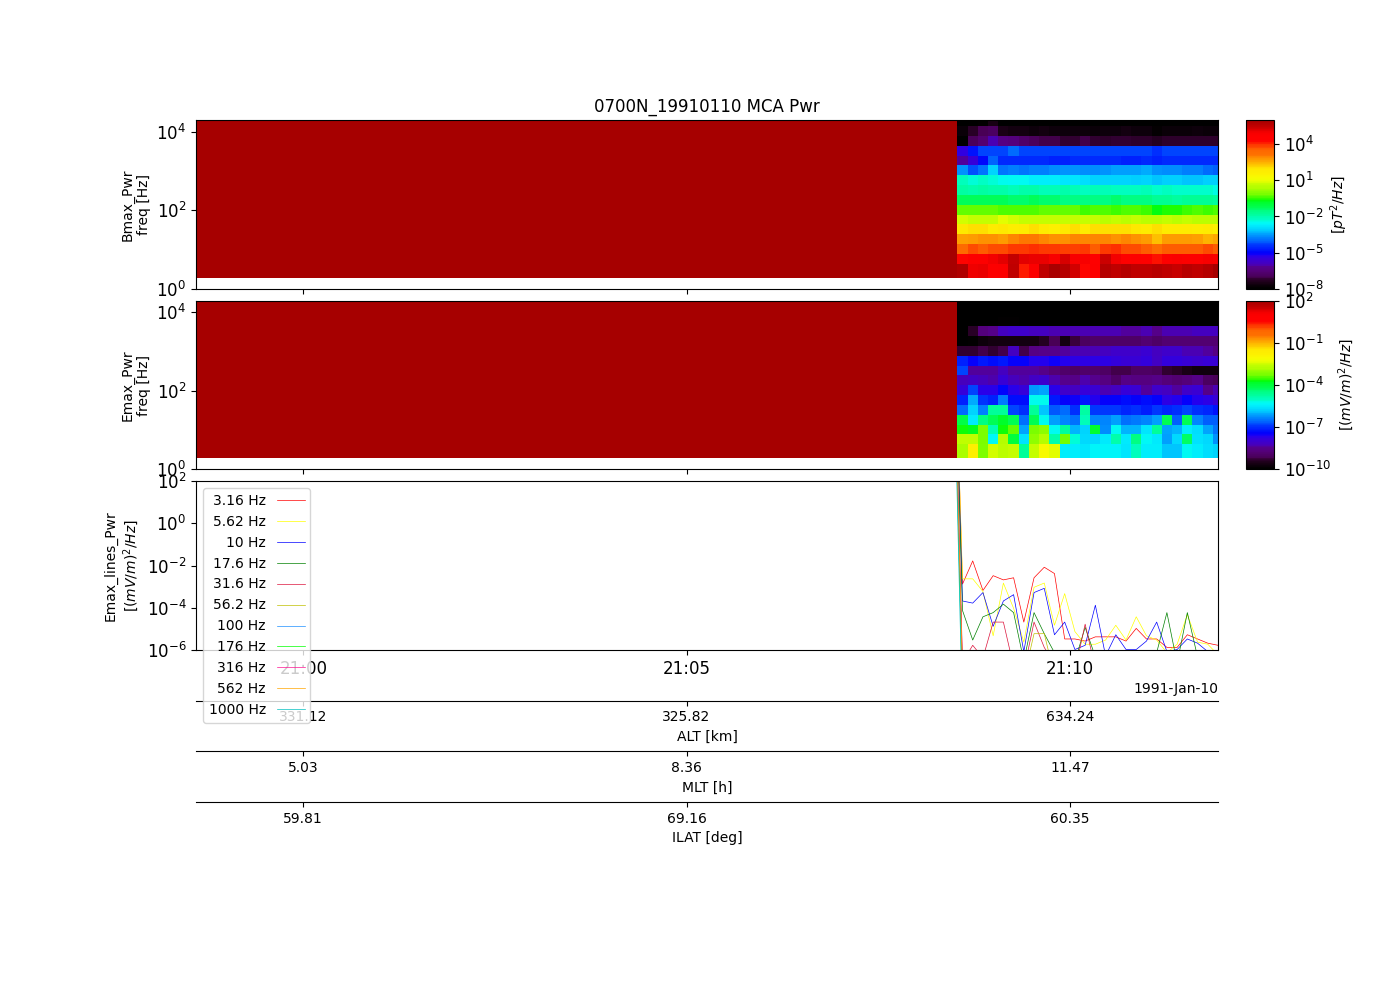 0700N_19910110 MCA Pwr
Bmax_Pwr
freq [Hz]
10^4
10^2
10^0
10^4
10^1
10^-2
10^-5
10^-8
[pT^2/Hz]
Emax_Pwr
freq [Hz]
10^4
10^2
10^0
10^2
10^-1
10^-4
10^-7
10^-10
[(mV/m)^2/Hz]
Emax_lines_Pwr
[(mV/m)^2/Hz]
10^2
10^0
10^-2
10^-4
10^-6
3.16 Hz
5.62 Hz
10 Hz
17.6 Hz
31.6 Hz
56.2 Hz
100 Hz
176 Hz
316 Hz
562 Hz
1000 Hz
21:00 21:05 21:10
1991-Jan-10
331.12 325.82 634.24
ALT [km]
5.03 8.36 11.47
MLT [h]
59.81 69.16 60.35
ILAT [deg]